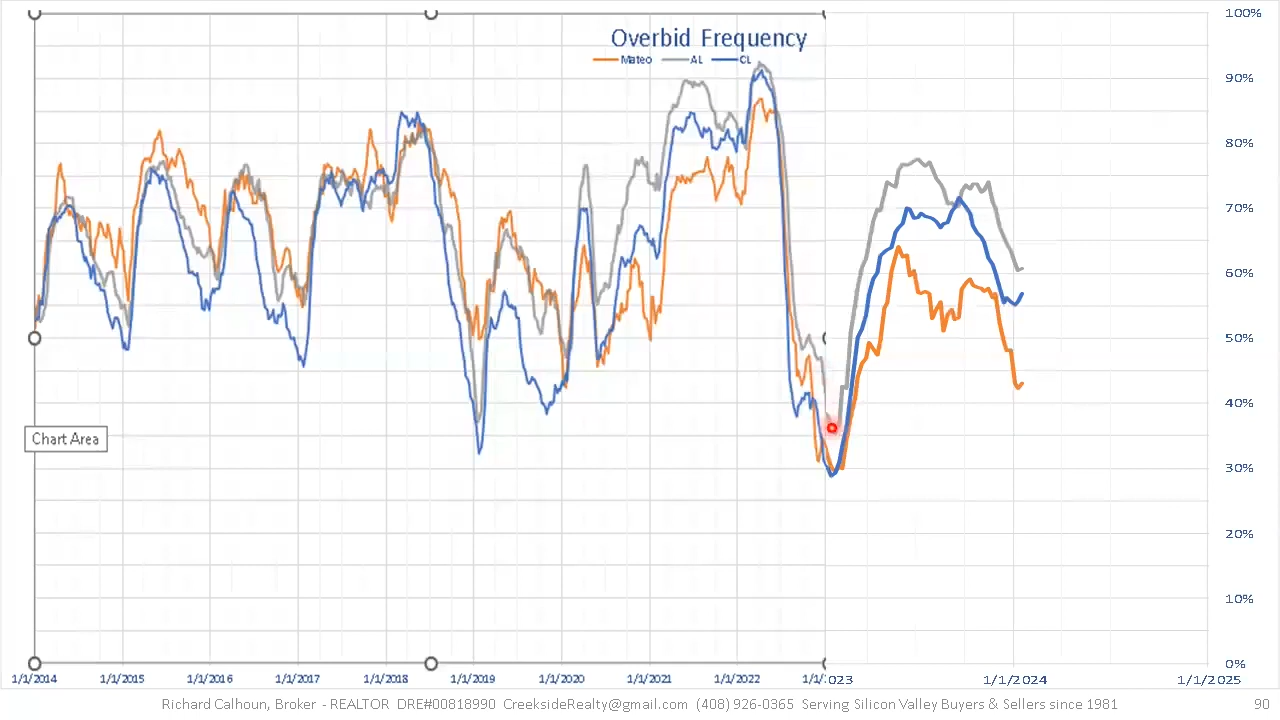 Overbid Frequency
Mateo AL CL
100%
90%
80%
70%
60%
50%
40%
30%
20%
10%
0%
Chart Area
1/1/2014 1/1/2015 1/1/2016 1/1/2017 1/1/2018 1/1/2019 1/1/2020 1/1/2021 1/1/2022 1/1/ 023 1/1/2024 1/1/2025
Richard Calhoun, Broker - REALTOR DRE#00818990 CreeksideRealty@gmail.com (408) 926-0365 Serving Silicon Valley Buyers & Sellers since 1981 90